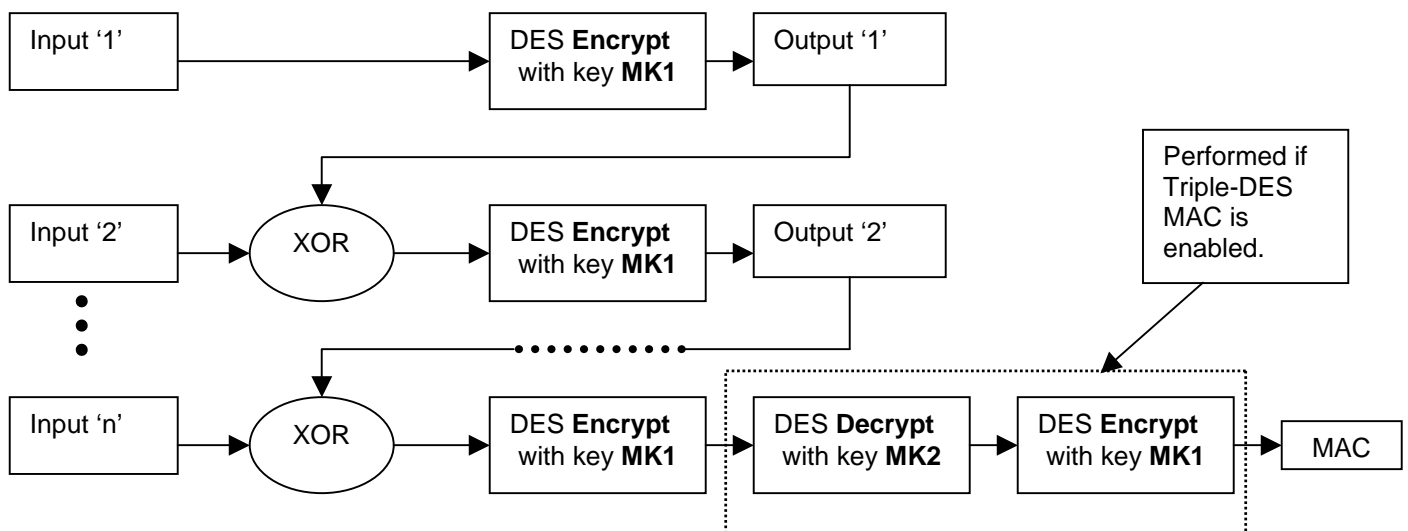 Input ‘1’
DES Encrypt
with key MK1
Output ‘1’
Performed if
Triple-DES
MAC is
enabled.
Input ‘2’
XOR
DES Encrypt
with key MK1
Output ‘2’
Input ‘n’
XOR
DES Encrypt
with key MK1
DES Decrypt
with key MK2
DES Encrypt
with key MK1
MAC